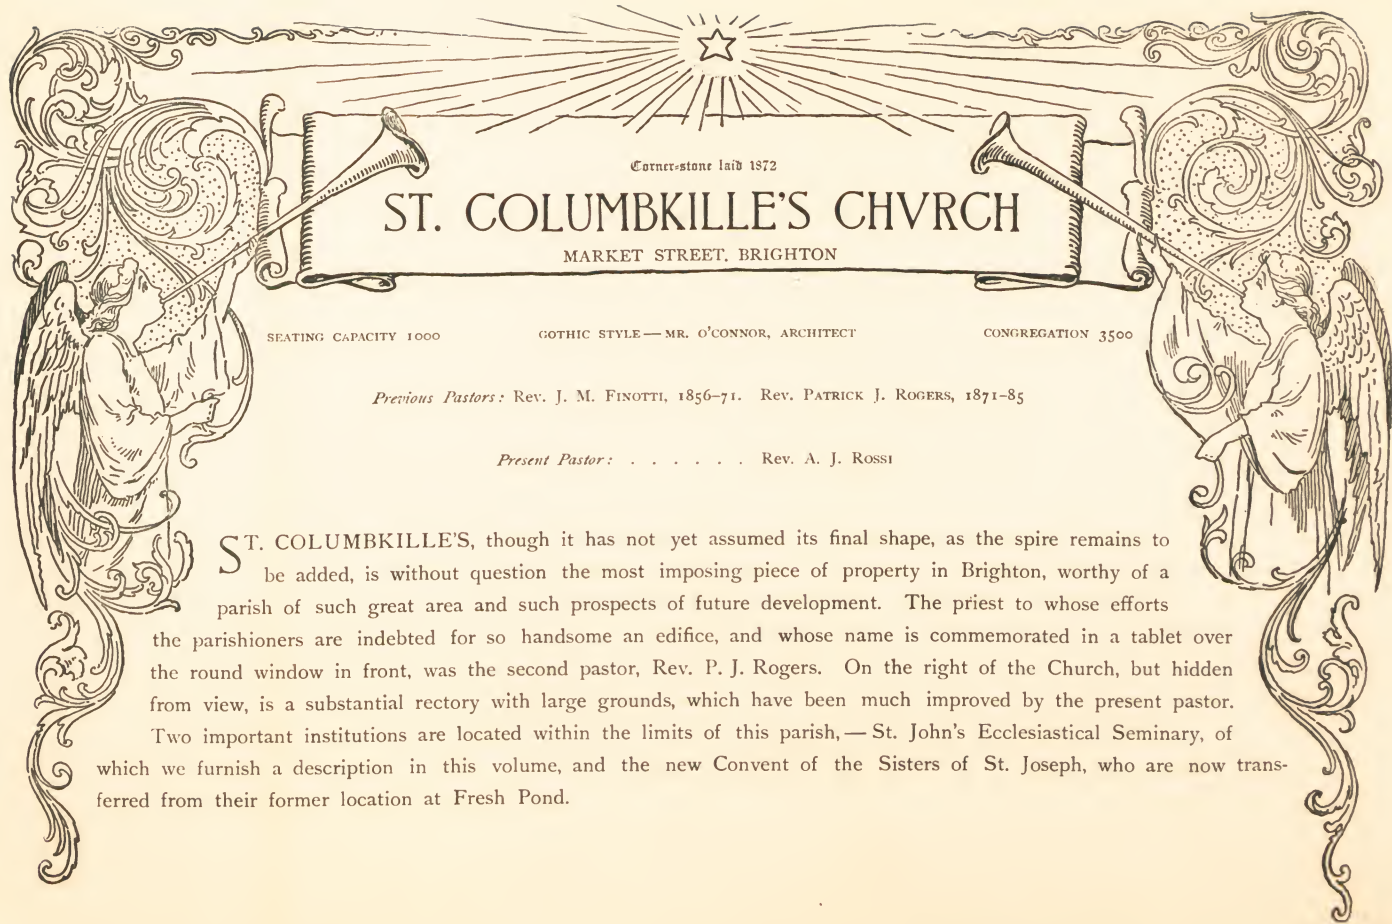 Corner-stone laid 1872
ST. COLUMBKILLE'S CHVRCH
MARKET STREET, BRIGHTON
SEATING CAPACITY 1000 GOTHIC STYLE — MR. O'CONNOR, ARCHITECT CONGREGATION 3500
Previous Pastors: REV. J. M. FINOTTI, 1856–71. REV. PATRICK J. ROGERS, 1871–85
Present Pastor: . . . . . . REV. A. J. ROSSI
ST. COLUMBKILLE'S, though it has not yet assumed its final shape, as the spire remains to
be added, is without question the most imposing piece of property in Brighton, worthy of a
parish of such great area and such prospects of future development. The priest to whose efforts
the parishioners are indebted for so handsome an edifice, and whose name is commemorated in a tablet over
the round window in front, was the second pastor, Rev. P. J. Rogers. On the right of the Church, but hidden
from view, is a substantial rectory with large grounds, which have been much improved by the present pastor.
Two important institutions are located within the limits of this parish, — St. John's Ecclesiastical Seminary, of
which we furnish a description in this volume, and the new Convent of the Sisters of St. Joseph, who are now trans-
ferred from their former location at Fresh Pond.